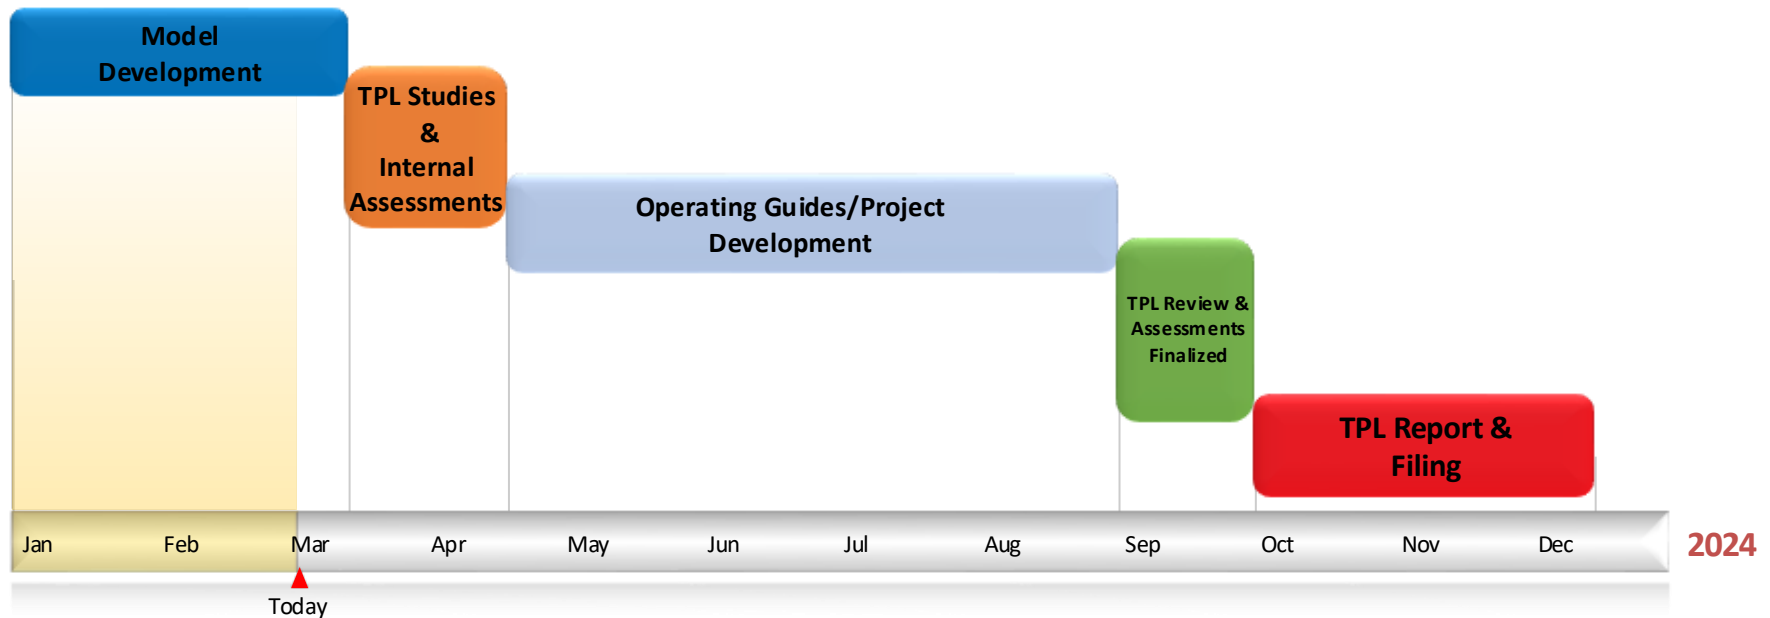 Model
Development
TPL Studies
&
Internal
Assessments
Operating Guides/Project
Development
TPL Review &
Assessments
Finalized
TPL Report &
Filing
Jan Feb Mar Apr May Jun Jul Aug Sep Oct Nov Dec 2024
Today